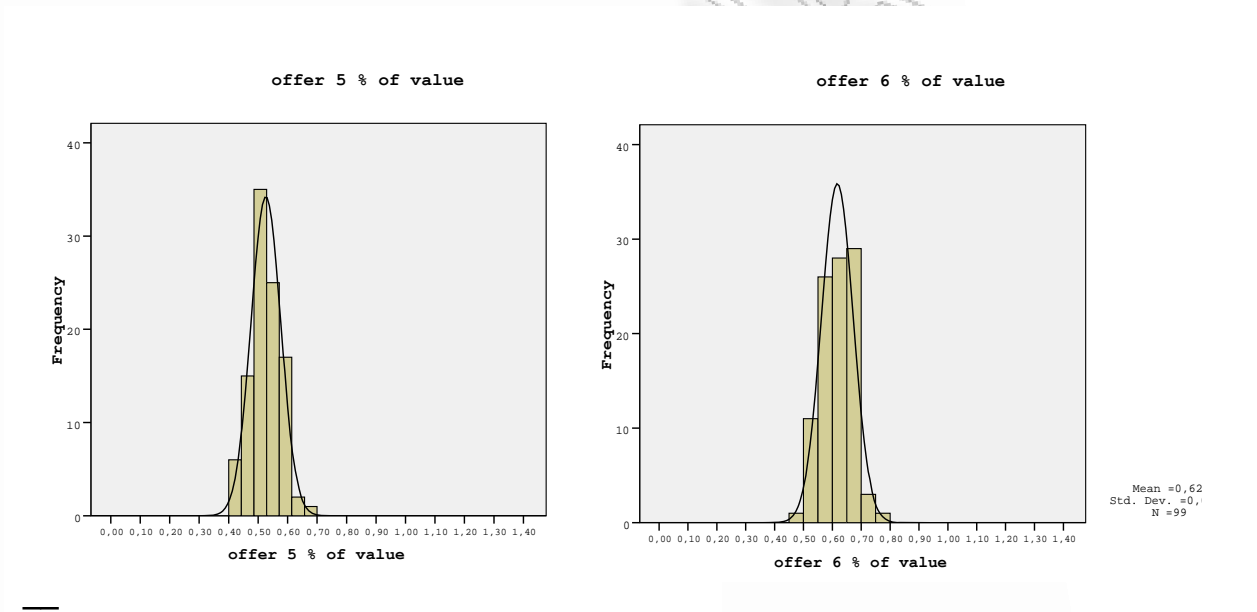 offer 5 % of value
40
30
20
10
0
Frequency
0,00 0,10 0,20 0,30 0,40 0,50 0,60 0,70 0,80 0,90 1,00 1,10 1,20 1,30 1,40
offer 5 % of value
offer 6 % of value
40
30
20
10
0
Frequency
0,00 0,10 0,20 0,30 0,40 0,50 0,60 0,70 0,80 0,90 1,00 1,10 1,20 1,30 1,40
offer 6 % of value
Mean =0,62
Std. Dev. =0,
N =99